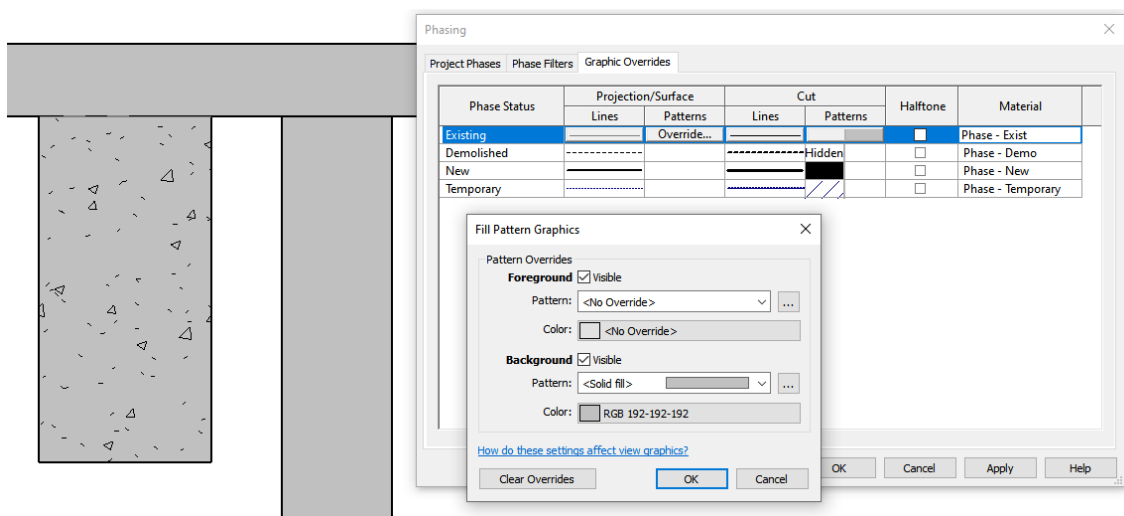 Phasing
Project Phases Phase Filters Graphic Overrides
Phase Status Projection/Surface Cut Halftone Material
Lines Patterns Lines Patterns
Existing Override... Phase - Exist
Demolished Hidden Phase - Demo
New Phase - New
Temporary Phase - Temporary
Fill Pattern Graphics
Pattern Overrides
Foreground Visible
Pattern: <No Override> ...
Color: <No Override>
Background Visible
Pattern: <Solid fill> ...
Color: RGB 192-192-192
How do these settings affect view graphics?
Clear Overrides OK Cancel
OK Cancel Apply Help